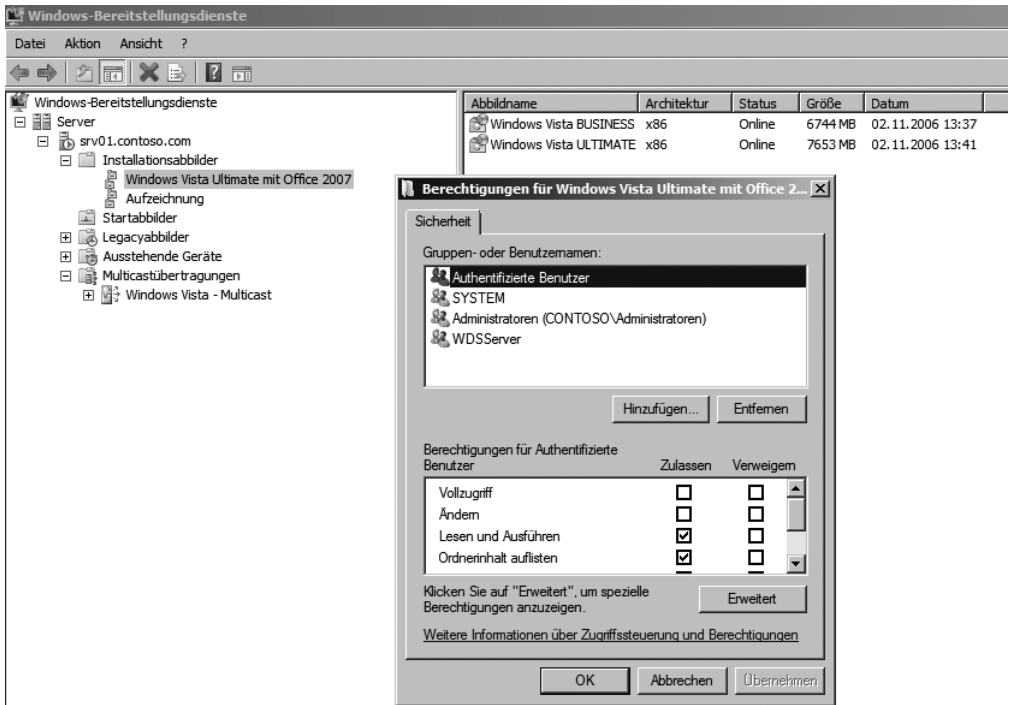 Windows-Bereitstellungsdienste
Datei Aktion Ansicht ?
Windows-Bereitstellungsdienste
Server
srv01.contoso.com
Installationsabbilder
Windows Vista Ultimate mit Office 2007
Aufzeichnung
Startabbilder
Legacyabbilder
Ausstehende Geräte
Multicastübertragungen
Windows Vista - Multicast
Abbildname Architektur Status Größe Datum
Windows Vista BUSINESS x86 Online 6744 MB 02.11.2006 13:37
Windows Vista ULTIMATE x86 Online 7653 MB 02.11.2006 13:41
Berechtigungen für Windows Vista Ultimate mit Office 2...
Sicherheit
Gruppen- oder Benutzernamen:
Authentifizierte Benutzer
SYSTEM
Administratoren (CONTOSO\Administratoren)
WDSServer
Hinzufügen... Entfernen
Berechtigungen für Authentifizierte
Benutzer Zulassen Verweigern
Vollzugriff
Ändern
Lesen und Ausführen
Ordnerinhalt auflisten
Klicken Sie auf "Erweitert", um spezielle
Berechtigungen anzuzeigen. Erweitert
Weitere Informationen über Zugriffssteuerung und Berechtigungen
OK Abbrechen Übernehmen